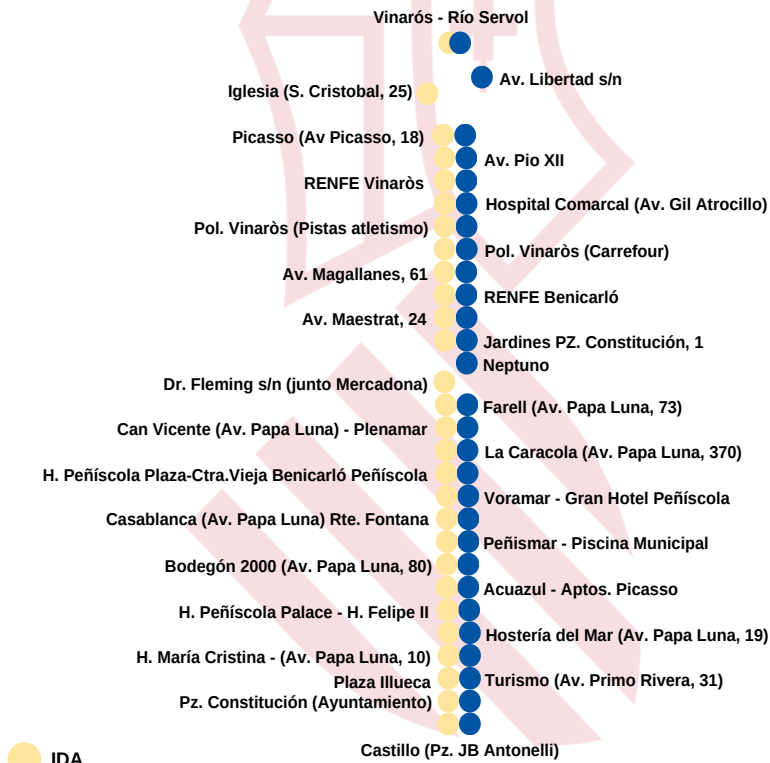 Vinarós - Río Servol
Av. Libertad s/n
Iglesia (S. Cristobal, 25)
Picasso (Av Picasso, 18)
Av. Pio XII
RENFE Vinaròs
Hospital Comarcal (Av. Gil Atrocillo)
Pol. Vinaròs (Pistas atletismo)
Pol. Vinaròs (Carrefour)
Av. Magallanes, 61
RENFE Benicarló
Av. Maestrat, 24
Jardines PZ. Constitución, 1
Neptuno
Dr. Fleming s/n (junto Mercadona)
Farell (Av. Papa Luna, 73)
Can Vicente (Av. Papa Luna) - Plenamar
La Caracola (Av. Papa Luna, 370)
H. Peñíscola Plaza-Ctra.Vieja Benicarló Peñíscola
Voramar - Gran Hotel Peñíscola
Casablanca (Av. Papa Luna) Rte. Fontana
Peñismar - Piscina Municipal
Bodegón 2000 (Av. Papa Luna, 80)
Acuazul - Aptos. Picasso
H. Peñíscola Palace - H. Felipe II
Hostería del Mar (Av. Papa Luna, 19)
H. María Cristina - (Av. Papa Luna, 10)
Plaza Illueca
Turismo (Av. Primo Rivera, 31)
Pz. Constitución (Ayuntamiento)
Castillo (Pz. JB Antonelli)
IDA